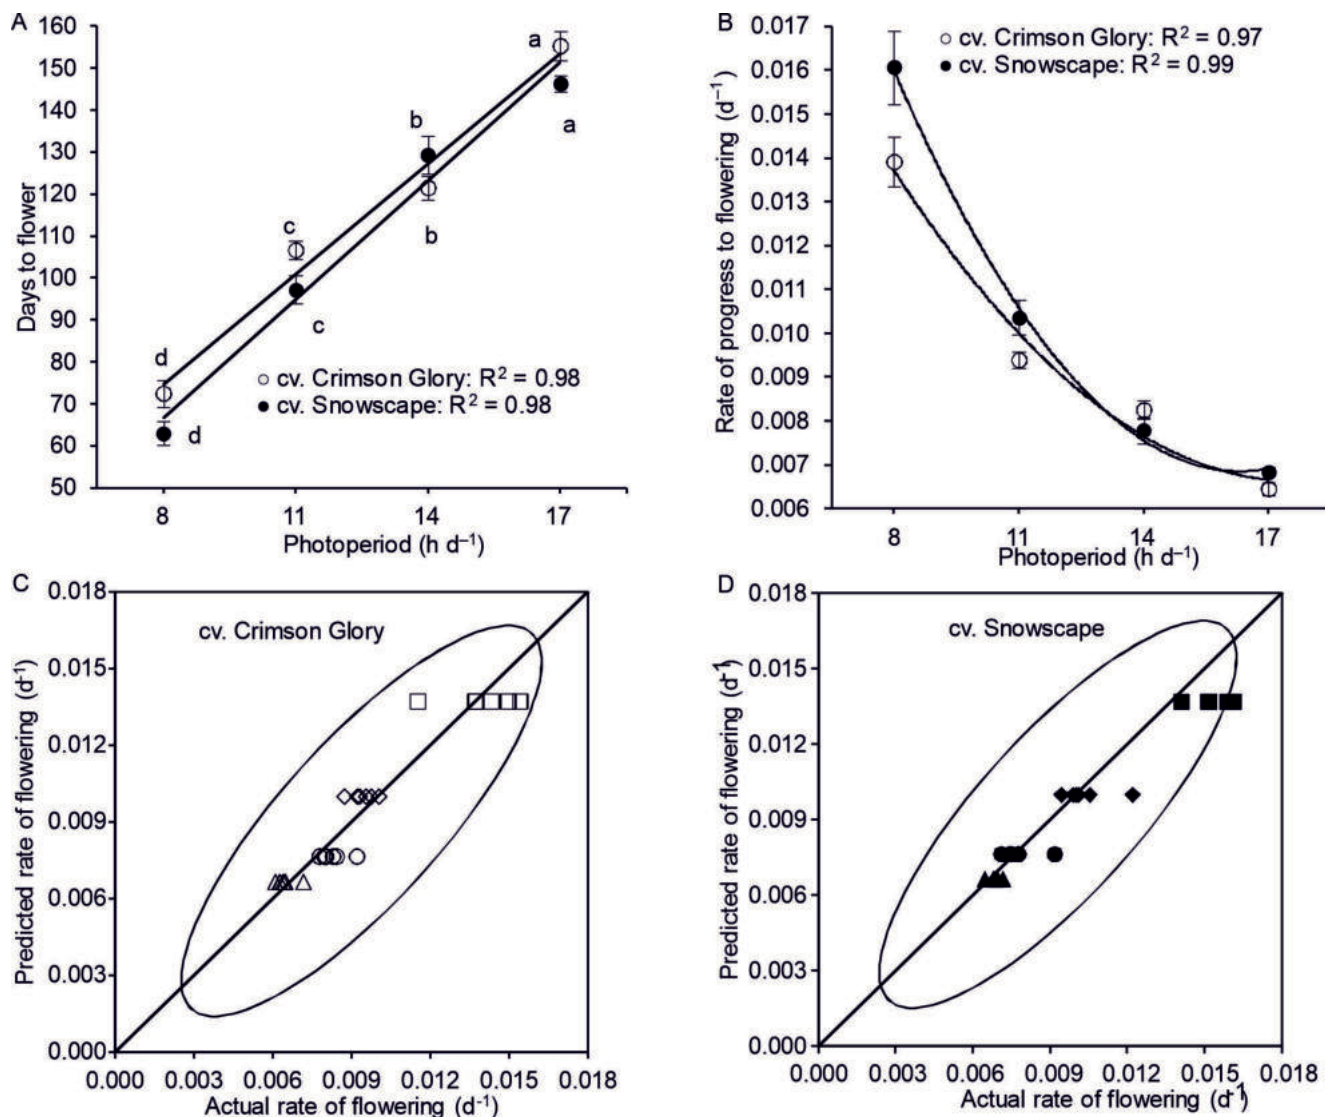 A
160
150
140
130
120
110
100
90
80
70
60
50
Days to flower
a
a
b
b
c
c
d
d
cv. Crimson Glory: R² = 0.98
cv. Snowscape: R² = 0.98
8 11 14 17
Photoperiod (h d⁻¹)
B
0.017
0.016
0.015
0.014
0.013
0.012
0.011
0.010
0.009
0.008
0.007
0.006
Rate of progress to flowering (d⁻¹)
cv. Crimson Glory: R² = 0.97
cv. Snowscape: R² = 0.99
8 11 14 17
Photoperiod (h d⁻¹)
C
0.018
0.015
0.012
0.009
0.006
0.003
0.000
Predicted rate of flowering (d⁻¹)
cv. Crimson Glory
0.000 0.003 0.006 0.009 0.012 0.015 0.018
Actual rate of flowering (d⁻¹)
D
0.018
0.015
0.012
0.009
0.006
0.003
0.000
Predicted rate of flowering (d⁻¹)
cv. Snowscape
0.000 0.003 0.006 0.009 0.012 0.015 0.018
Actual rate of flowering (d⁻¹)